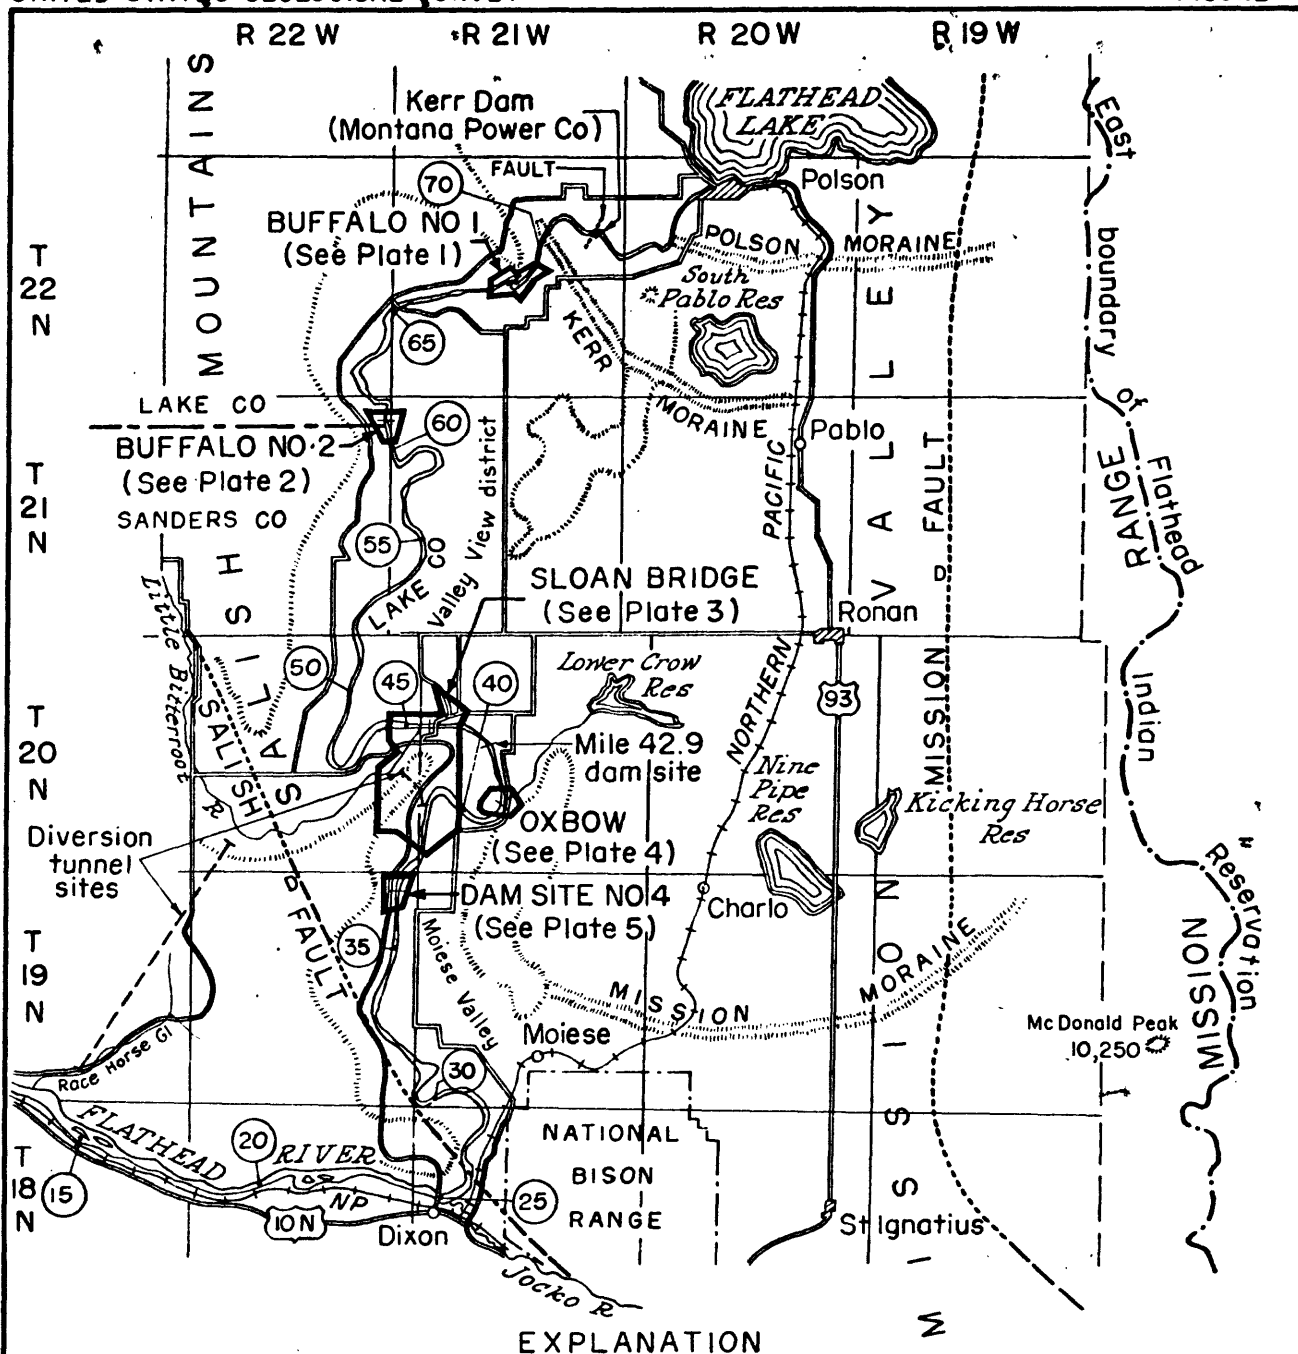 R 22 W
R 21 W
R 20 W
R 19 W
MOUNTAINS
SALISH
Kerr Dam
(Montana Power Co)
FAULT
70
FLATHEAD
LAKE
Polson
East
boundary
of
Flathead
Indian
Reservation
BUFFALO NO 1
(See Plate 1)
POLSON MORAINE
T
22
N
South
Pablo Res
KERR
MORAINE
65
LAKE CO
BUFFALO NO. 2
(See Plate 2)
SANDERS CO
60
Pablo
T
21
N
Valley View district
PACIFIC
NORTHERN
VALLEY
MISSION
MISSION FAULT
D
RANGE
MISSION
55
LAKE CO
SLOAN BRIDGE
(See Plate 3)
Ronan
Little Bitterroot
R
50
45
40
Lower Crow
Res
93
T
20
N
SALISH
D
FAULT
Mile 42.9
dam site
Nine
Pipe
Res
Kicking Horse
Res
Diversion
tunnel
sites
OXBOW
(See Plate 4)
DAM SITE NO.4
(See Plate 5)
Charlo
35
T
19
N
Moiese Valley
MISSION
MORAINE
Mc Donald Peak
10,250
Moiese
Race Horse Gl
30
FLATHEAD
RIVER
20
15
T
18
N
NP
10 N
Dixon
25
NATIONAL
BISON
RANGE
St Ignatius
Jocko R
EXPLANATION